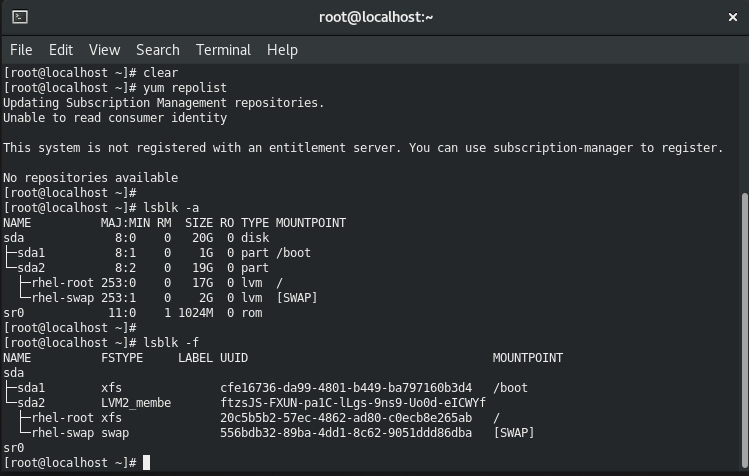 root@localhost:~
File Edit View Search Terminal Help
[root@localhost ~]# clear
[root@localhost ~]# yum repolist
Updating Subscription Management repositories.
Unable to read consumer identity
This system is not registered with an entitlement server. You can use subscription-manager to register.
No repositories available
[root@localhost ~]#
[root@localhost ~]# lsblk -a
NAME MAJ:MIN RM SIZE RO TYPE MOUNTPOINT
sda 8:0 0 20G 0 disk
├─sda1 8:1 0 1G 0 part /boot
└─sda2 8:2 0 19G 0 part
├─rhel-root 253:0 0 17G 0 lvm /
└─rhel-swap 253:1 0 2G 0 lvm [SWAP]
sr0 11:0 1 1024M 0 rom
[root@localhost ~]#
[root@localhost ~]# lsblk -f
NAME FSTYPE LABEL UUID MOUNTPOINT
sda
├─sda1 xfs cfe16736-da99-4801-b449-ba797160b3d4 /boot
└─sda2 LVM2_membe ftzsJS-FXUN-pa1C-lLgs-9ns9-Uo0d-eICWYf
├─rhel-root xfs 20c5b5b2-57ec-4862-ad80-c0ecb8e265ab /
└─rhel-swap swap 556bdb32-89ba-4dd1-8c62-9051ddd86dba [SWAP]
sr0
[root@localhost ~]#